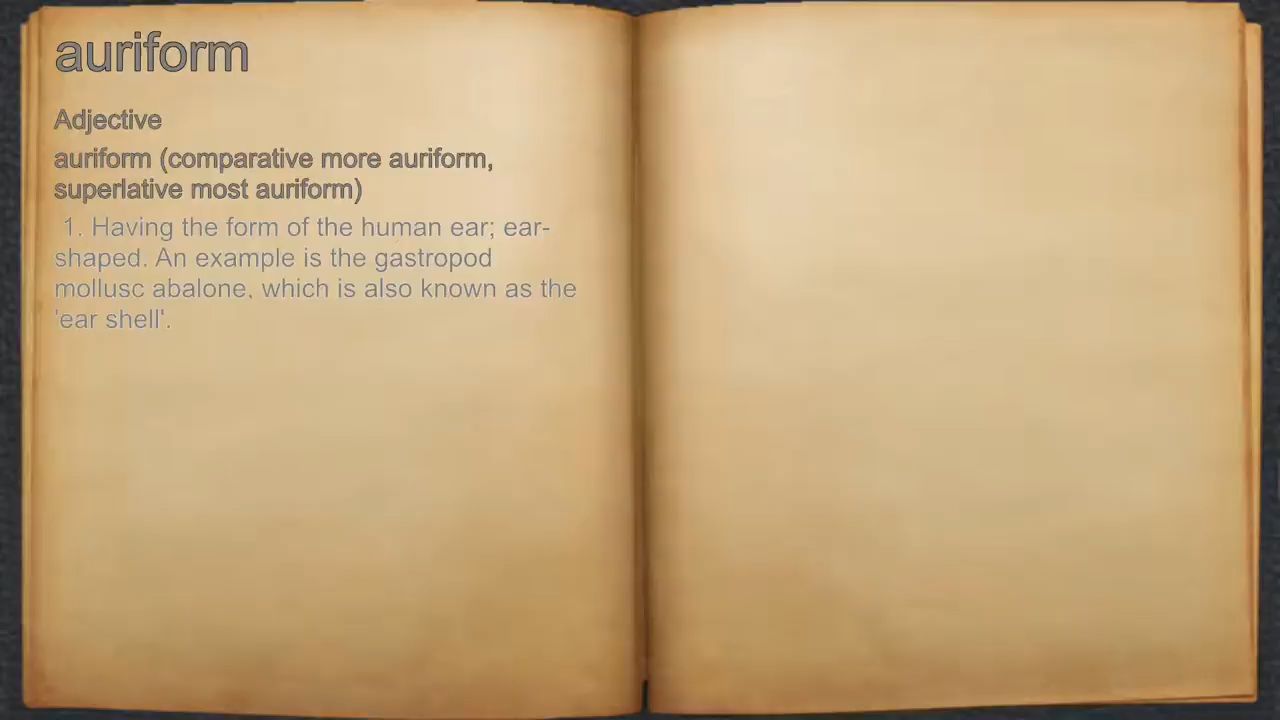 auriform
Adjective
auriform (comparative more auriform,
superlative most auriform)
1. Having the form of the human ear; ear-
shaped. An example is the gastropod
mollusc abalone, which is also known as the
'ear shell'.